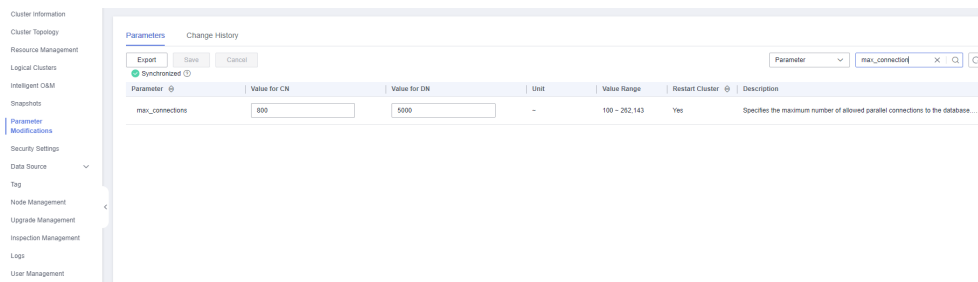 Cluster Information
Cluster Topology
Resource Management
Logical Clusters
Intelligent O&M
Snapshots
Parameter
Modifications
Security Settings
Data Source
Tag
Node Management
Upgrade Management
Inspection Management
Logs
User Management
Parameters Change History
Export Save Cancel Parameter max_connection
Synchronized
Parameter Value for CN Value for DN Unit Value Range Restart Cluster Description
max_connections 800 5000 – 100 ~ 262,143 Yes Specifies the maximum number of allowed parallel connections to the database....